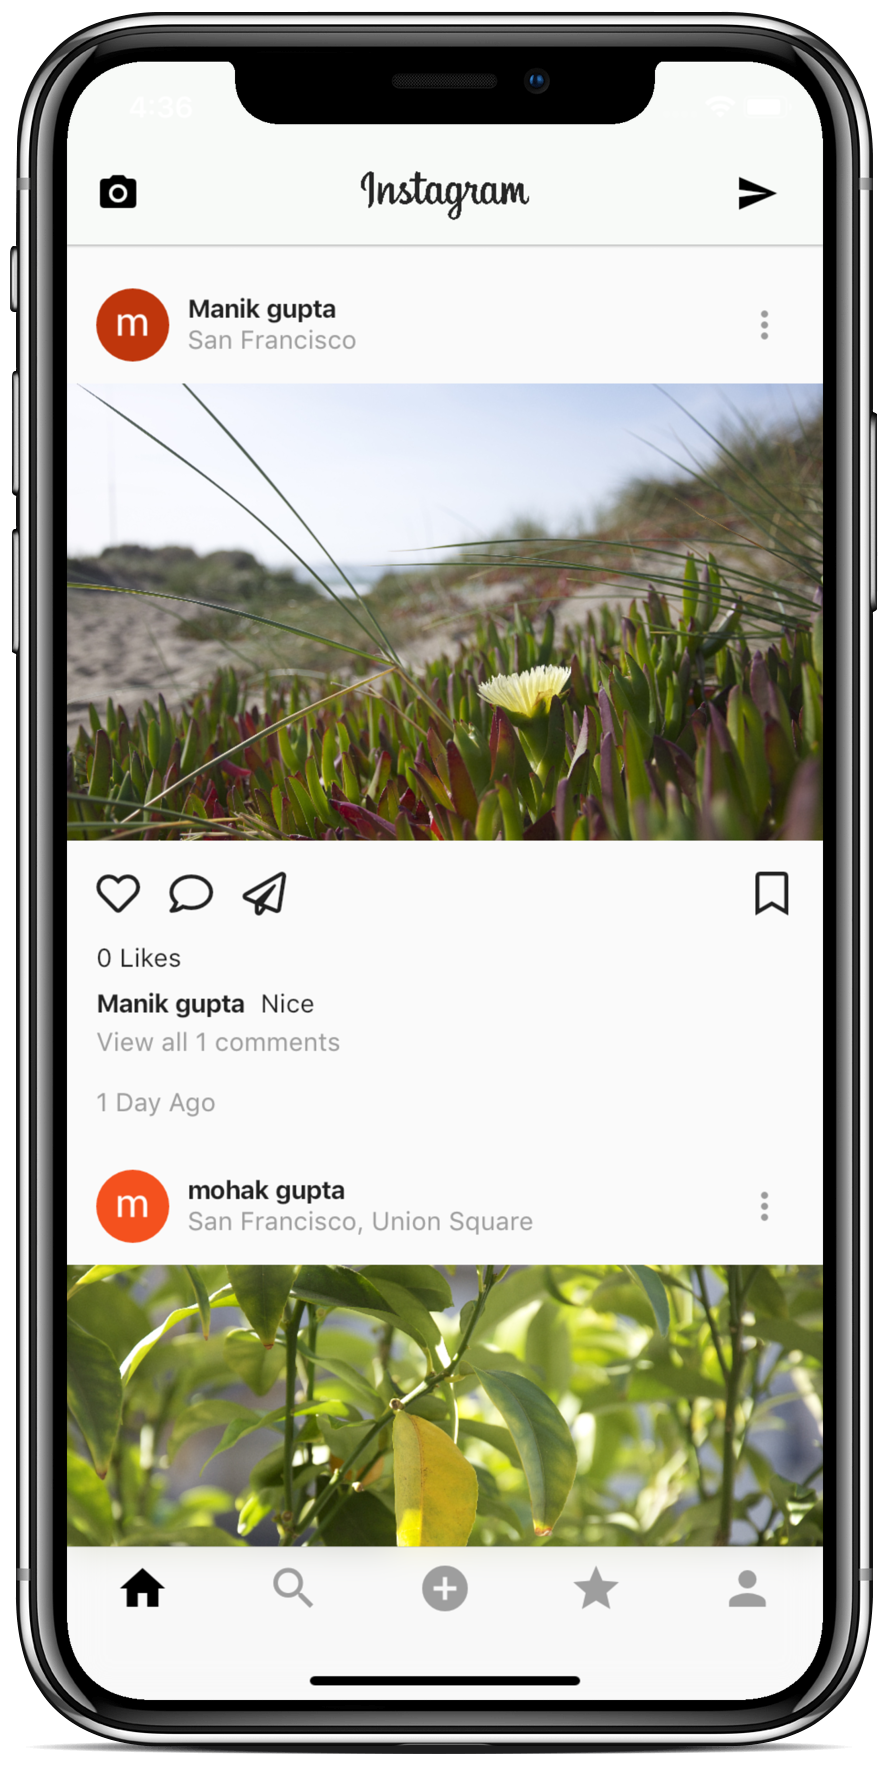 4:36
Instagram
m
Manik gupta
San Francisco
0 Likes
Manik gupta Nice
View all 1 comments
1 Day Ago
m
mohak gupta
San Francisco, Union Square